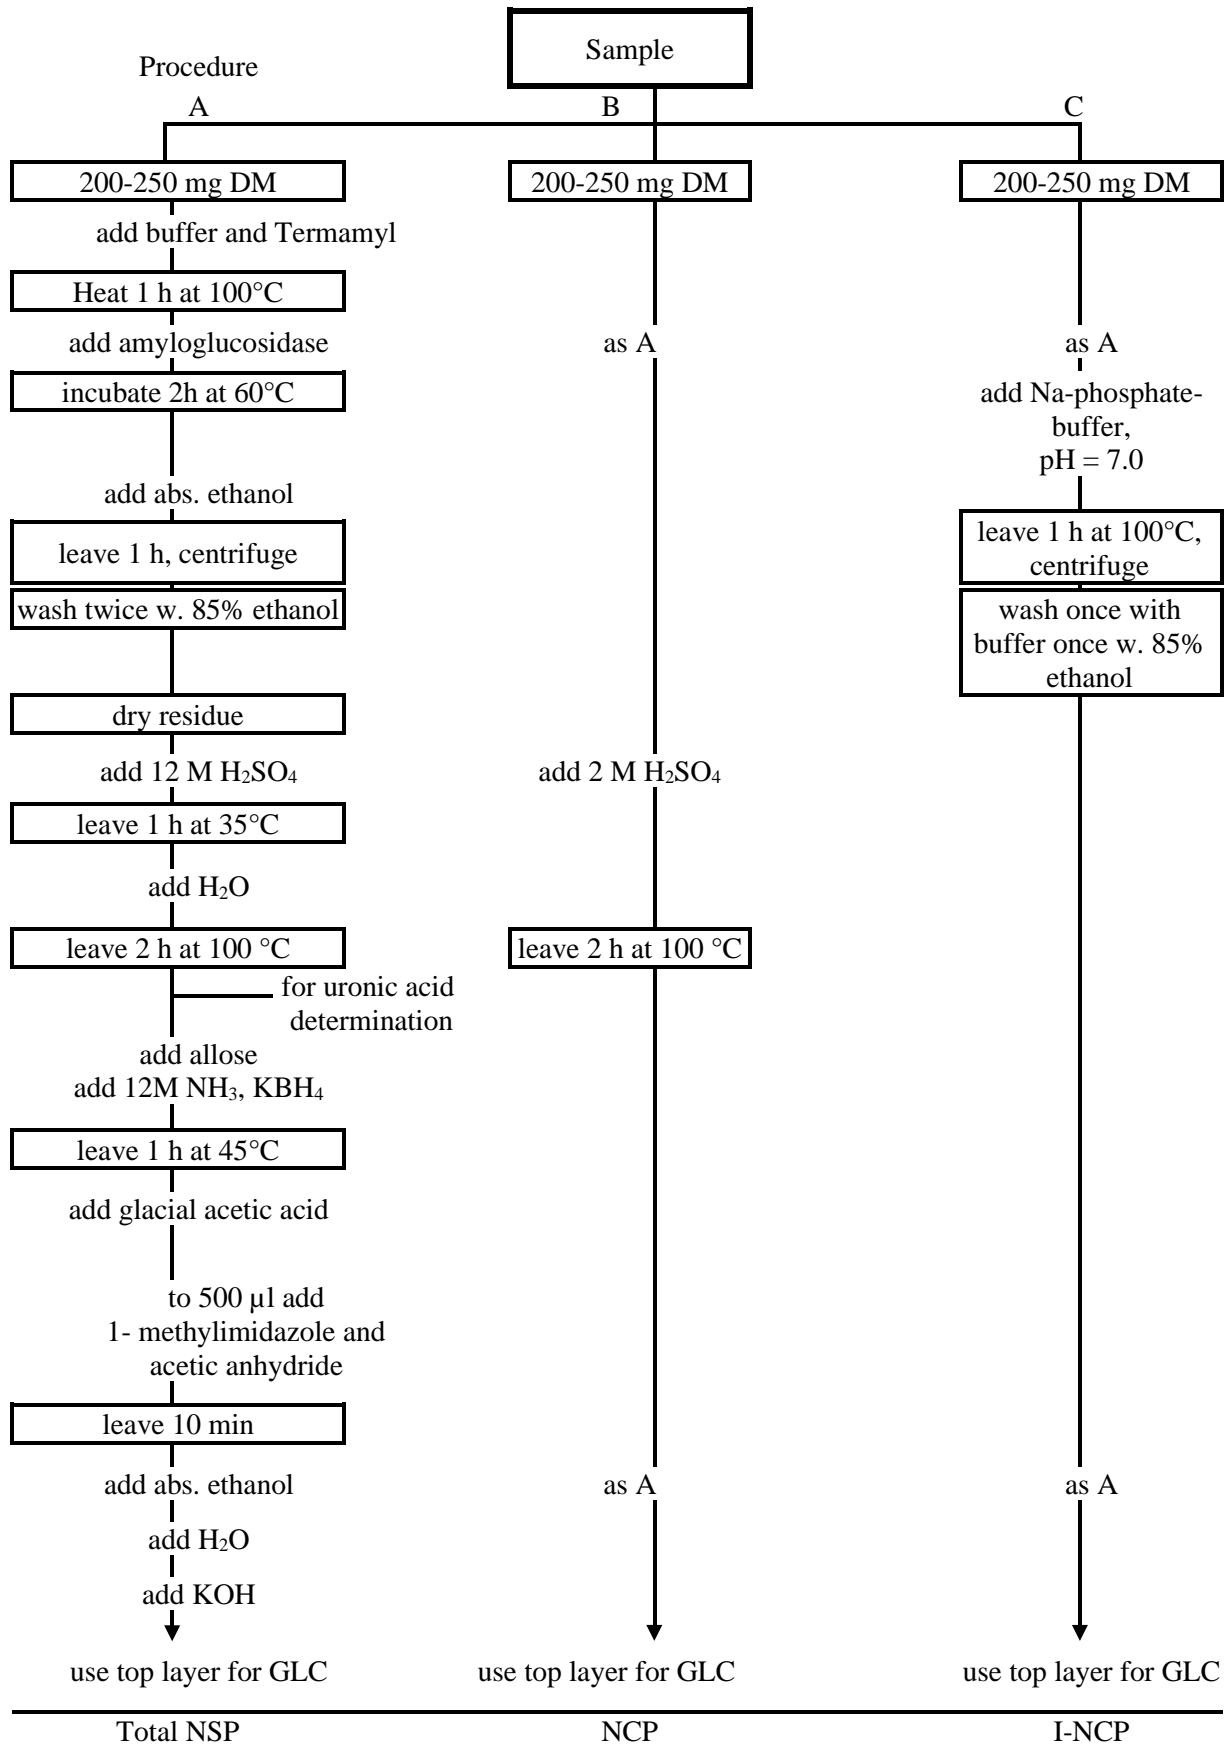 Sample
Procedure
A B C
200-250 mg DM 200-250 mg DM 200-250 mg DM
add buffer and Termamyl
Heat 1 h at 100°C
add amyloglucosidase as A as A
incubate 2h at 60°C
add Na-phosphate-
buffer,
pH = 7.0
add abs. ethanol
leave 1 h, centrifuge
leave 1 h at 100°C,
centrifuge
wash twice w. 85% ethanol
wash once with
buffer once w. 85%
ethanol
dry residue
add 12 M H₂SO₄ add 2 M H₂SO₄
leave 1 h at 35°C
add H₂O
leave 2 h at 100 °C leave 2 h at 100 °C
for uronic acid
determination
add allose
add 12M NH₃, KBH₄
leave 1 h at 45°C
add glacial acetic acid
to 500 µl add
1- methylimidazole and
acetic anhydride
leave 10 min
add abs. ethanol as A as A
add H₂O
add KOH
use top layer for GLC use top layer for GLC use top layer for GLC
Total NSP NCP I-NCP